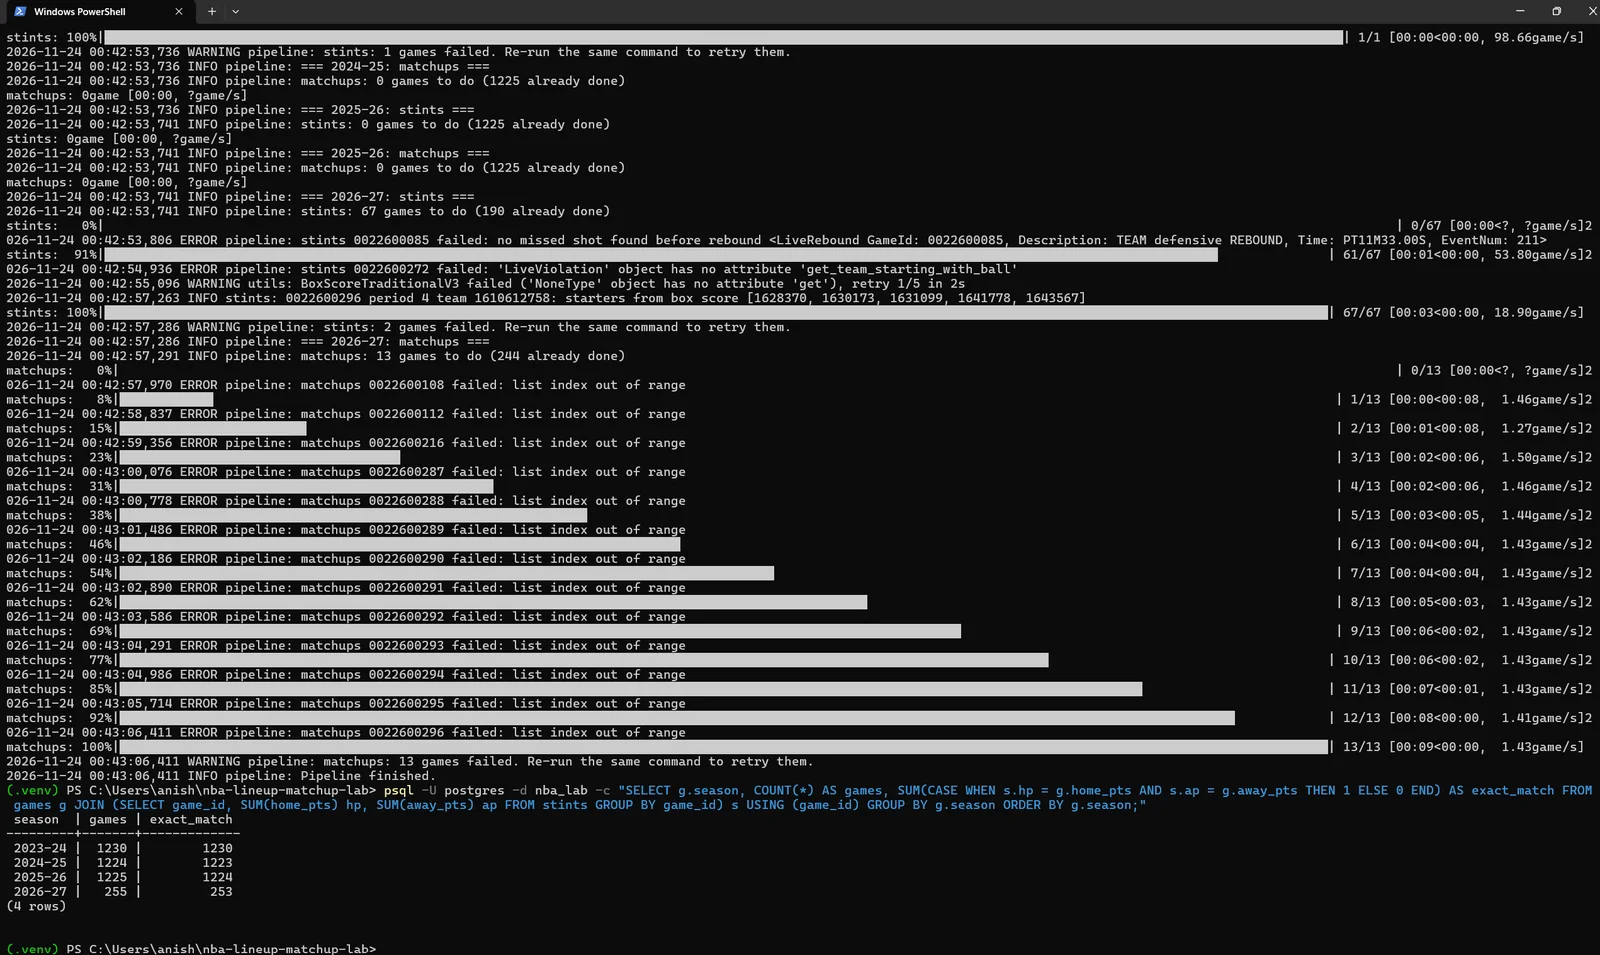 Windows PowerShell
stints: 100%| | 1/1 [00:00<00:00, 98.66game/s]
2026-11-24 00:42:53,736 WARNING pipeline: stints: 1 games failed. Re-run the same command to retry them.
2026-11-24 00:42:53,736 INFO pipeline: === 2024-25: matchups ===
2026-11-24 00:42:53,736 INFO pipeline: matchups: 0 games to do (1225 already done)
matchups: 0game [00:00, ?game/s]
2026-11-24 00:42:53,736 INFO pipeline: === 2025-26: stints ===
2026-11-24 00:42:53,741 INFO pipeline: stints: 0 games to do (1225 already done)
stints: 0game [00:00, ?game/s]
2026-11-24 00:42:53,741 INFO pipeline: === 2025-26: matchups ===
2026-11-24 00:42:53,741 INFO pipeline: matchups: 0 games to do (1225 already done)
matchups: 0game [00:00, ?game/s]
2026-11-24 00:42:53,741 INFO pipeline: === 2026-27: stints ===
2026-11-24 00:42:53,741 INFO pipeline: stints: 67 games to do (190 already done)
stints:   0%| | 0/67 [00:00<?, ?game/s]2
026-11-24 00:42:53,806 ERROR pipeline: stints 0022600085 failed: no missed shot found before rebound <LiveRebound GameId: 0022600085, Description: TEAM defensive REBOUND, Time: PT11M33.00S, EventNum: 211>
stints:  91%| | 61/67 [00:01<00:00, 53.80game/s]2
026-11-24 00:42:54,936 ERROR pipeline: stints 0022600272 failed: 'LiveViolation' object has no attribute 'get_team_starting_with_ball'
2026-11-24 00:42:55,096 WARNING utils: BoxScoreTraditionalV3 failed ('NoneType' object has no attribute 'get'), retry 1/5 in 2s
2026-11-24 00:42:57,263 INFO stints: 0022600296 period 4 team 1610612758: starters from box score [1628370, 1630173, 1631099, 1641778, 1643567]
stints: 100%| | 67/67 [00:03<00:00, 18.90game/s]
2026-11-24 00:42:57,286 WARNING pipeline: stints: 2 games failed. Re-run the same command to retry them.
2026-11-24 00:42:57,286 INFO pipeline: === 2026-27: matchups ===
2026-11-24 00:42:57,291 INFO pipeline: matchups: 13 games to do (244 already done)
matchups:   0%| | 0/13 [00:00<?, ?game/s]2
026-11-24 00:42:57,970 ERROR pipeline: matchups 0022600108 failed: list index out of range
matchups:   8%| | 1/13 [00:00<00:08,  1.46game/s]2
026-11-24 00:42:58,837 ERROR pipeline: matchups 0022600112 failed: list index out of range
matchups:  15%| | 2/13 [00:01<00:08,  1.27game/s]2
026-11-24 00:42:59,356 ERROR pipeline: matchups 0022600216 failed: list index out of range
matchups:  23%| | 3/13 [00:02<00:06,  1.50game/s]2
026-11-24 00:43:00,076 ERROR pipeline: matchups 0022600287 failed: list index out of range
matchups:  31%| | 4/13 [00:02<00:06,  1.46game/s]2
026-11-24 00:43:00,778 ERROR pipeline: matchups 0022600288 failed: list index out of range
matchups:  38%| | 5/13 [00:03<00:05,  1.44game/s]2
026-11-24 00:43:01,486 ERROR pipeline: matchups 0022600289 failed: list index out of range
matchups:  46%| | 6/13 [00:04<00:04,  1.43game/s]2
026-11-24 00:43:02,186 ERROR pipeline: matchups 0022600290 failed: list index out of range
matchups:  54%| | 7/13 [00:04<00:04,  1.43game/s]2
026-11-24 00:43:02,890 ERROR pipeline: matchups 0022600291 failed: list index out of range
matchups:  62%| | 8/13 [00:05<00:03,  1.43game/s]2
026-11-24 00:43:03,586 ERROR pipeline: matchups 0022600292 failed: list index out of range
matchups:  69%| | 9/13 [00:06<00:02,  1.43game/s]2
026-11-24 00:43:04,291 ERROR pipeline: matchups 0022600293 failed: list index out of range
matchups:  77%| | 10/13 [00:06<00:02,  1.43game/s]2
026-11-24 00:43:04,986 ERROR pipeline: matchups 0022600294 failed: list index out of range
matchups:  85%| | 11/13 [00:07<00:01,  1.43game/s]2
026-11-24 00:43:05,714 ERROR pipeline: matchups 0022600295 failed: list index out of range
matchups:  92%| | 12/13 [00:08<00:00,  1.41game/s]2
026-11-24 00:43:06,411 ERROR pipeline: matchups 0022600296 failed: list index out of range
matchups: 100%| | 13/13 [00:09<00:00,  1.43game/s]
2026-11-24 00:43:06,411 WARNING pipeline: matchups: 13 games failed. Re-run the same command to retry them.
2026-11-24 00:43:06,411 INFO pipeline: Pipeline finished.
(.venv) PS C:\Users\anish\nba-lineup-matchup-lab> psql -U postgres -d nba_lab -c "SELECT g.season, COUNT(*) AS games, SUM(CASE WHEN s.hp = g.home_pts AND s.ap = g.away_pts THEN 1 ELSE 0 END) AS exact_match FROM
games g JOIN (SELECT game_id, SUM(home_pts) hp, SUM(away_pts) ap FROM stints GROUP BY game_id) s USING (game_id) GROUP BY g.season ORDER BY g.season;"
season  | games | exact_match
---------+-------+-------------
2023-24 |  1230 |        1230
2024-25 |  1224 |        1223
2025-26 |  1225 |        1224
2026-27 |   255 |         253
(4 rows)
(.venv) PS C:\Users\anish\nba-lineup-matchup-lab>